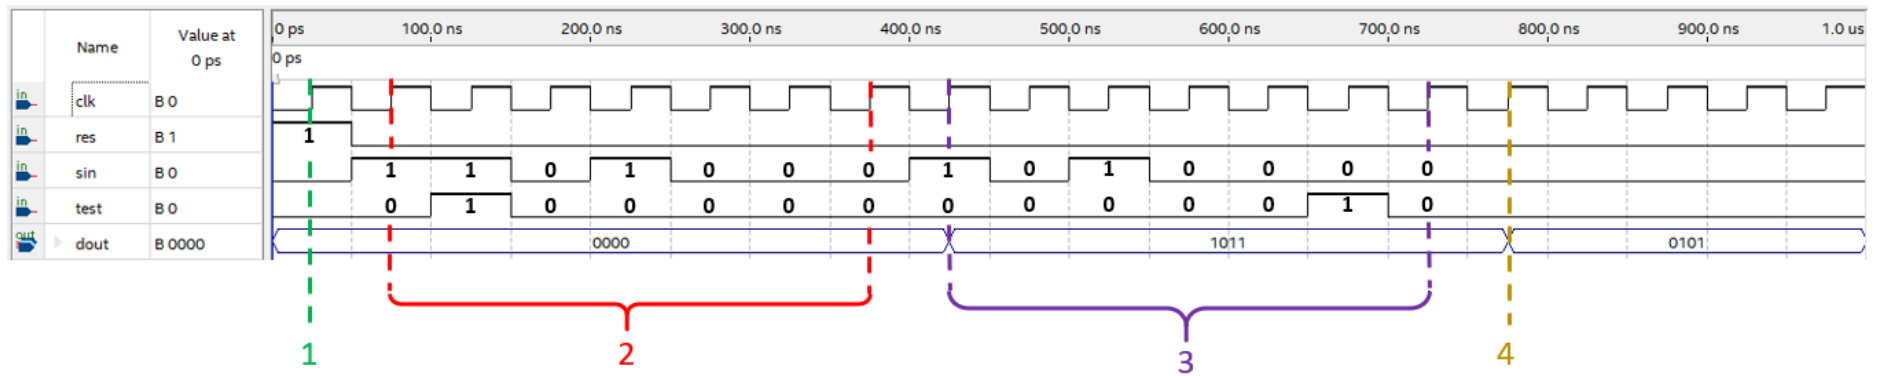 Name Value at 0 ps
0 ps 100.0 ns 200.0 ns 300.0 ns 400.0 ns 500.0 ns 600.0 ns 700.0 ns 800.0 ns 900.0 ns 1.0 us
0 ps
in clk B 0
in res B 1 1
in sin B 0 1 1 0 1 0 0 0 1 0 1 0 0 0 0
in test B 0 0 1 0 0 0 0 0 0 0 0 0 0 1 0
out dout B 0000 0000 1011 0101
1 2 3 4